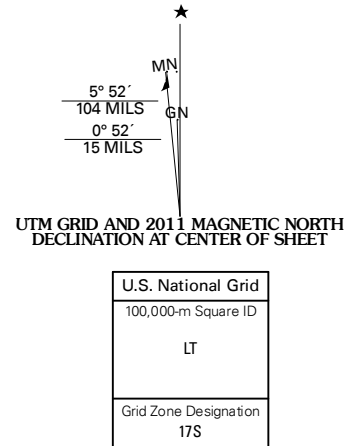 ★
MN.
5° 52´
104 MILS
GN
0° 52´
15 MILS
UTM GRID AND 2011 MAGNETIC NORTH
DECLINATION AT CENTER OF SHEET
U.S. National Grid
100,000-m Square ID
LT
Grid Zone Designation
17S